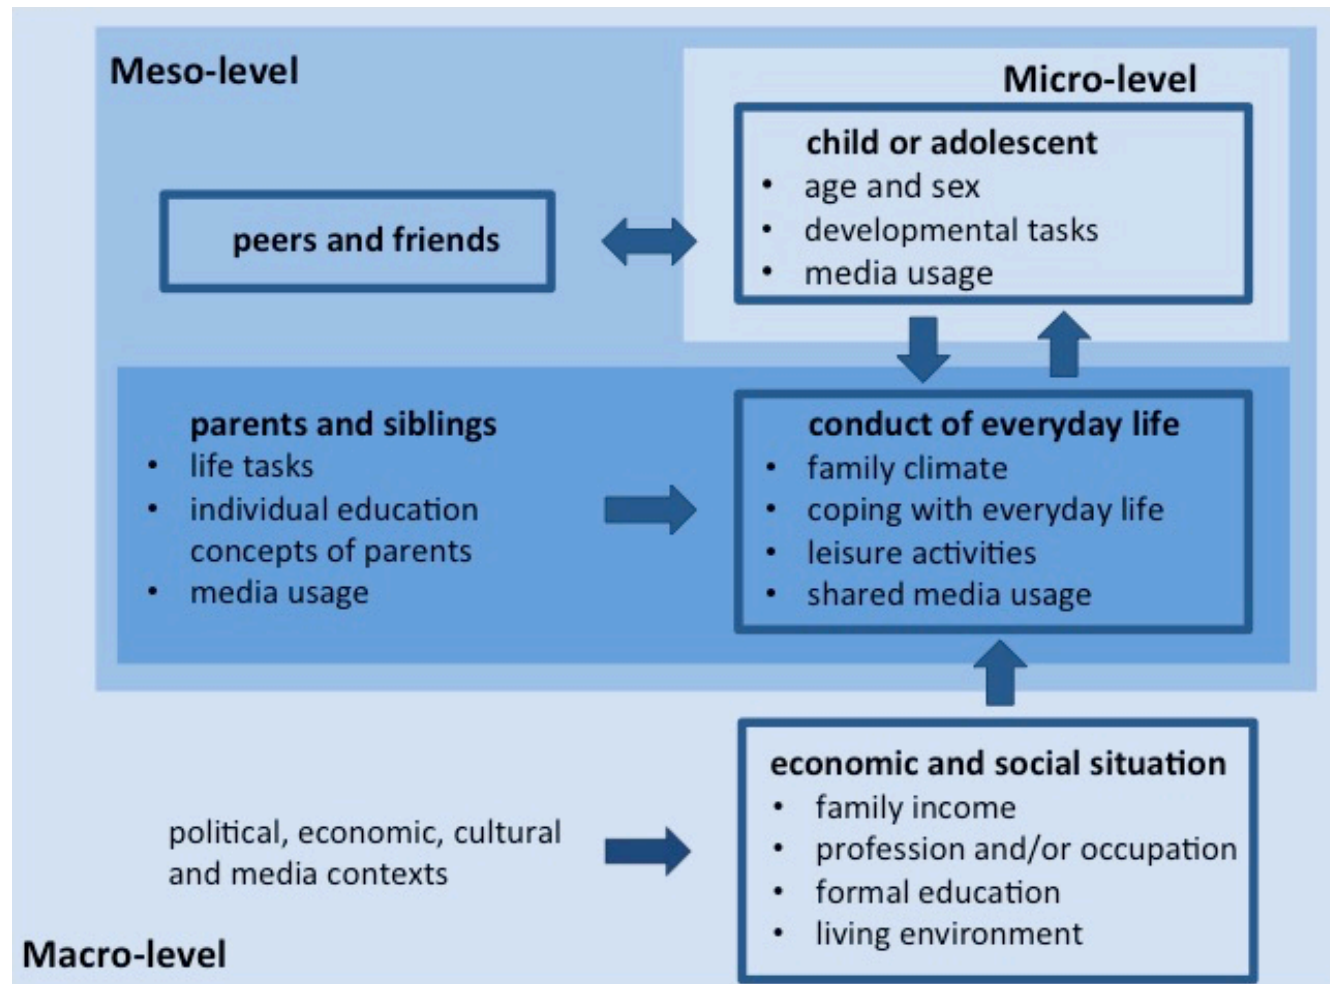 Meso-level
Micro-level
child or adolescent
• age and sex
• developmental tasks
• media usage
peers and friends
parents and siblings
• life tasks
• individual education
concepts of parents
• media usage
conduct of everyday life
• family climate
• coping with everyday life
• leisure activities
• shared media usage
economic and social situation
• family income
• profession and/or occupation
• formal education
• living environment
political, economic, cultural
and media contexts
Macro-level